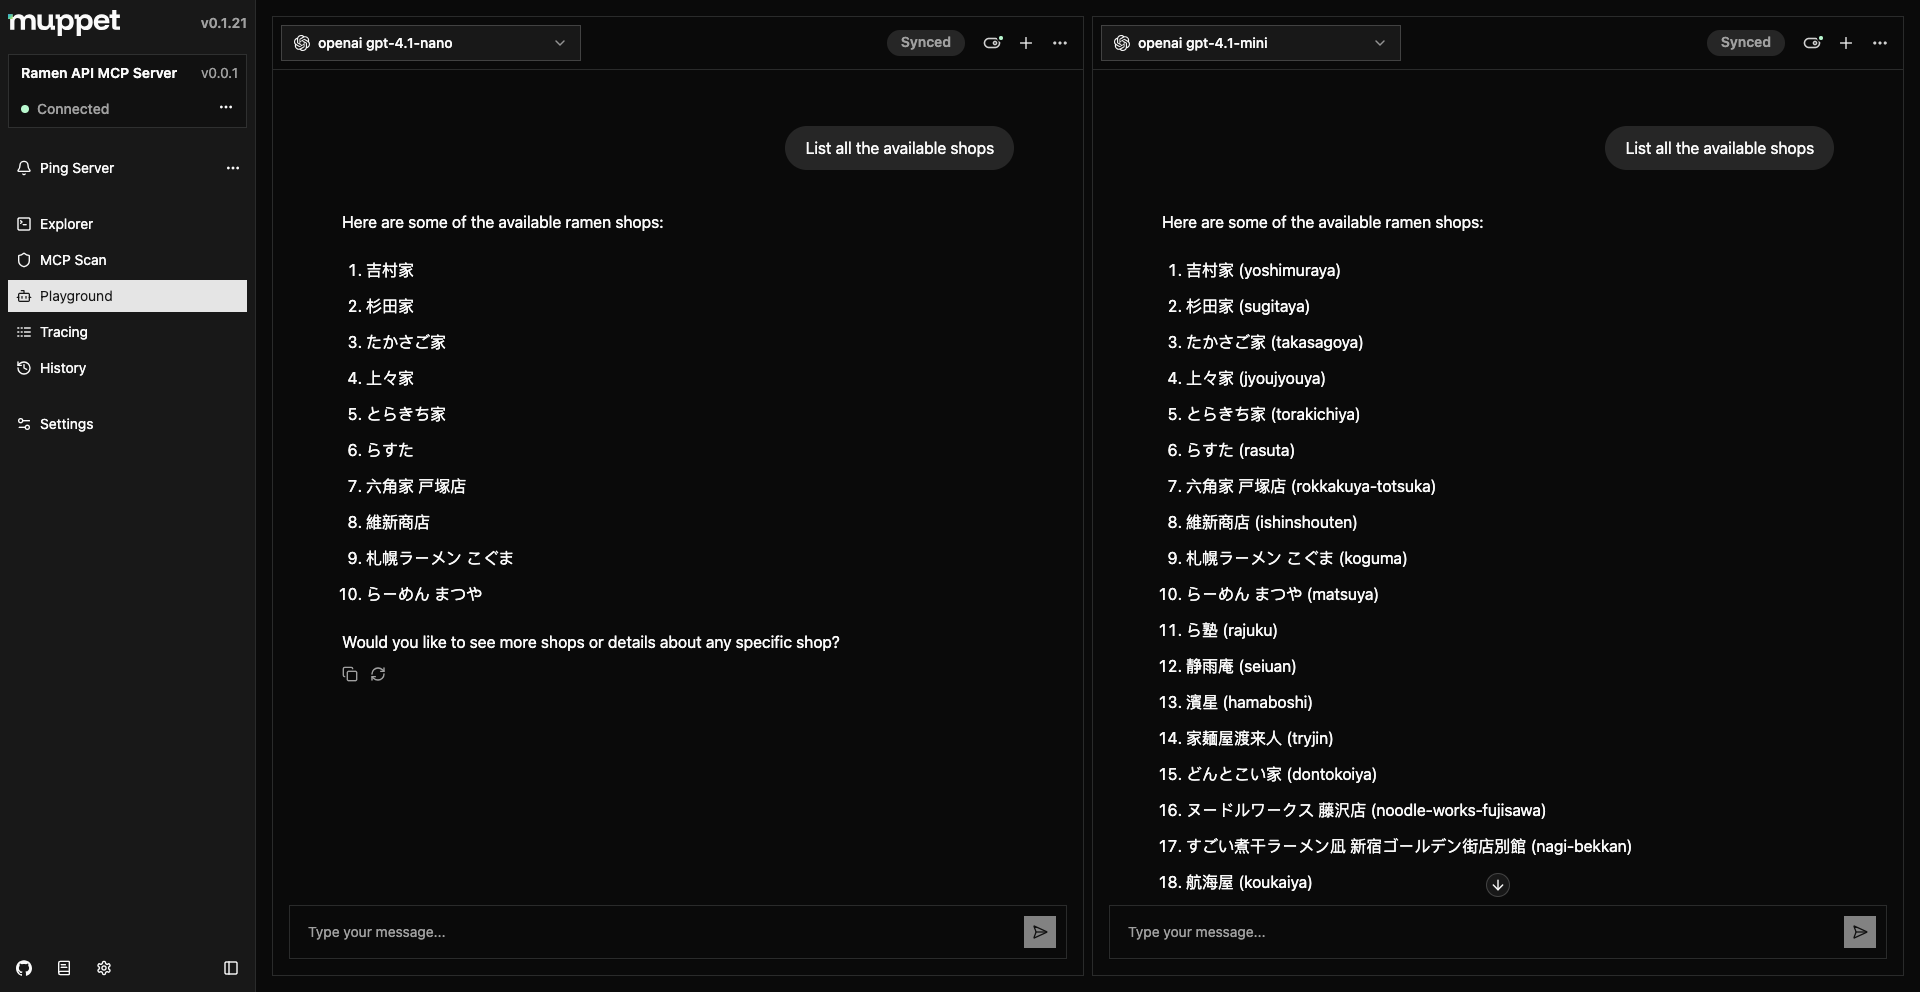 muppet v0.1.21
Ramen API MCP Server v0.0.1
Connected
Ping Server
Explorer
MCP Scan
Playground
Tracing
History
Settings
openai gpt-4.1-nano
Synced
List all the available shops
Here are some of the available ramen shops:
1. 吉村家
2. 杉田家
3. たかさご家
4. 上々家
5. とらきち家
6. らすた
7. 六角家 戸塚店
8. 維新商店
9. 札幌ラーメン こぐま
10. らーめん まつや
Would you like to see more shops or details about any specific shop?
Type your message...
openai gpt-4.1-mini
Synced
List all the available shops
Here are some of the available ramen shops:
1. 吉村家 (yoshimuraya)
2. 杉田家 (sugitaya)
3. たかさご家 (takasagoya)
4. 上々家 (jyoujyouya)
5. とらきち家 (torakichiya)
6. らすた (rasuta)
7. 六角家 戸塚店 (rokkakuya-totsuka)
8. 維新商店 (ishinshouten)
9. 札幌ラーメン こぐま (koguma)
10. らーめん まつや (matsuya)
11. ら塾 (rajuku)
12. 静雨庵 (seiuan)
13. 濱星 (hamaboshi)
14. 家麺屋渡来人 (tryjin)
15. どんとこい家 (dontokoiya)
16. ヌードルワークス 藤沢店 (noodle-works-fujisawa)
17. すごい煮干ラーメン凪 新宿ゴールデン街店別館 (nagi-bekkan)
18. 航海屋 (koukaiya)
Type your message...